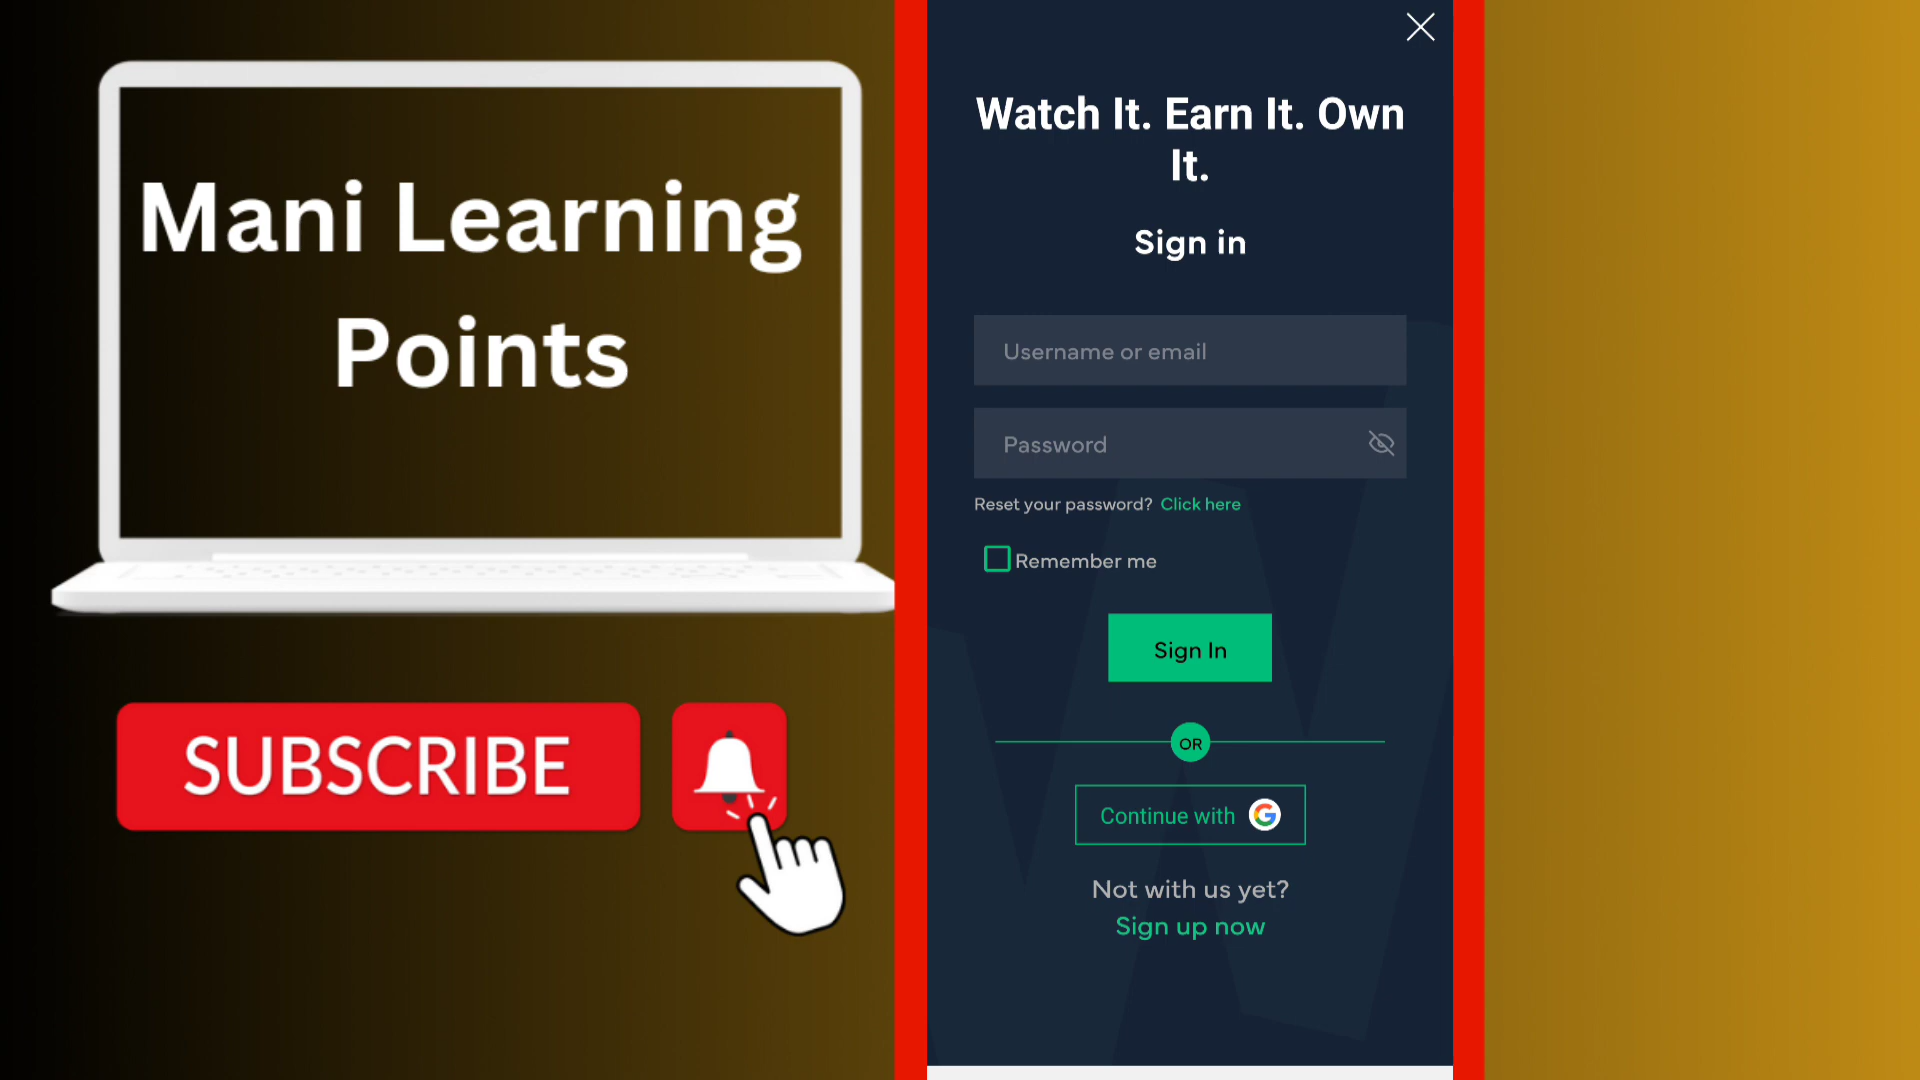 Mani Learning
Points
SUBSCRIBE
Watch It. Earn It. Own
It.
Sign in
Username or email
Password
Reset your password? Click here
Remember me
Sign In
OR
Continue with G
Not with us yet?
Sign up now